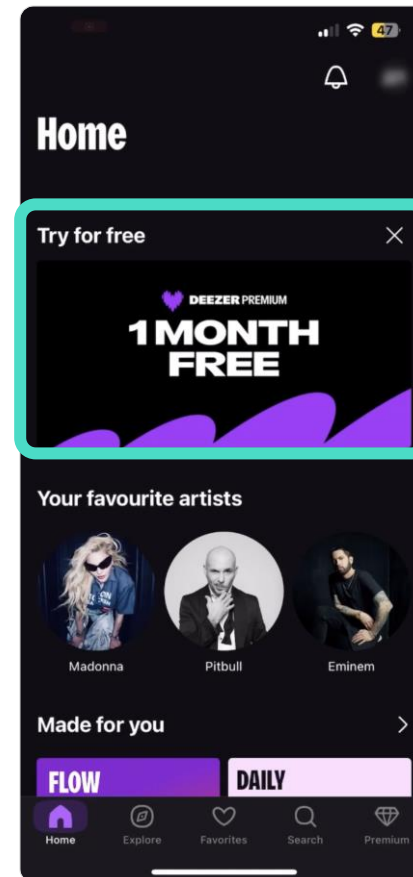 47
Home
Try for free
DEEZER PREMIUM
1 MONTH
FREE
Your favourite artists
Madonna Pitbull Eminem
Made for you
FLOW DAILY
Home Explore Favorites Search Premium